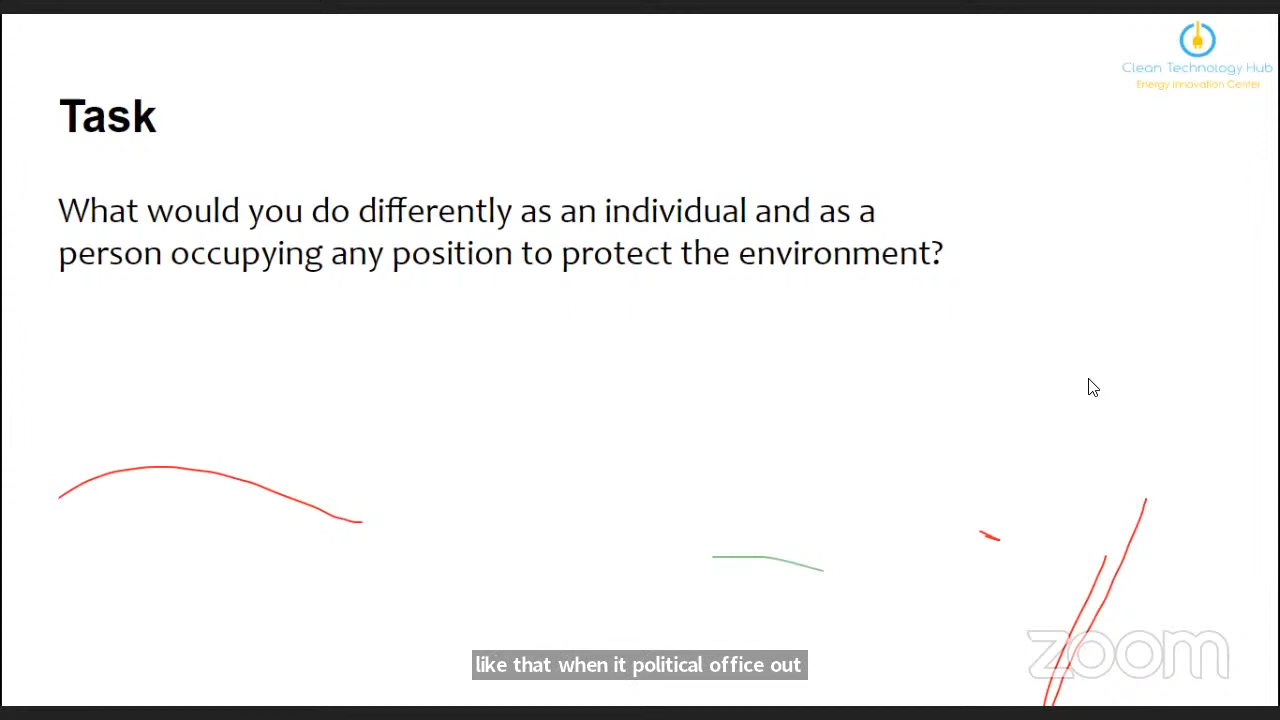 Clean Technology Hub
Energy Innovation Center
Task
What would you do differently as an individual and as a
person occupying any position to protect the environment?
zoom
like that when it political office out